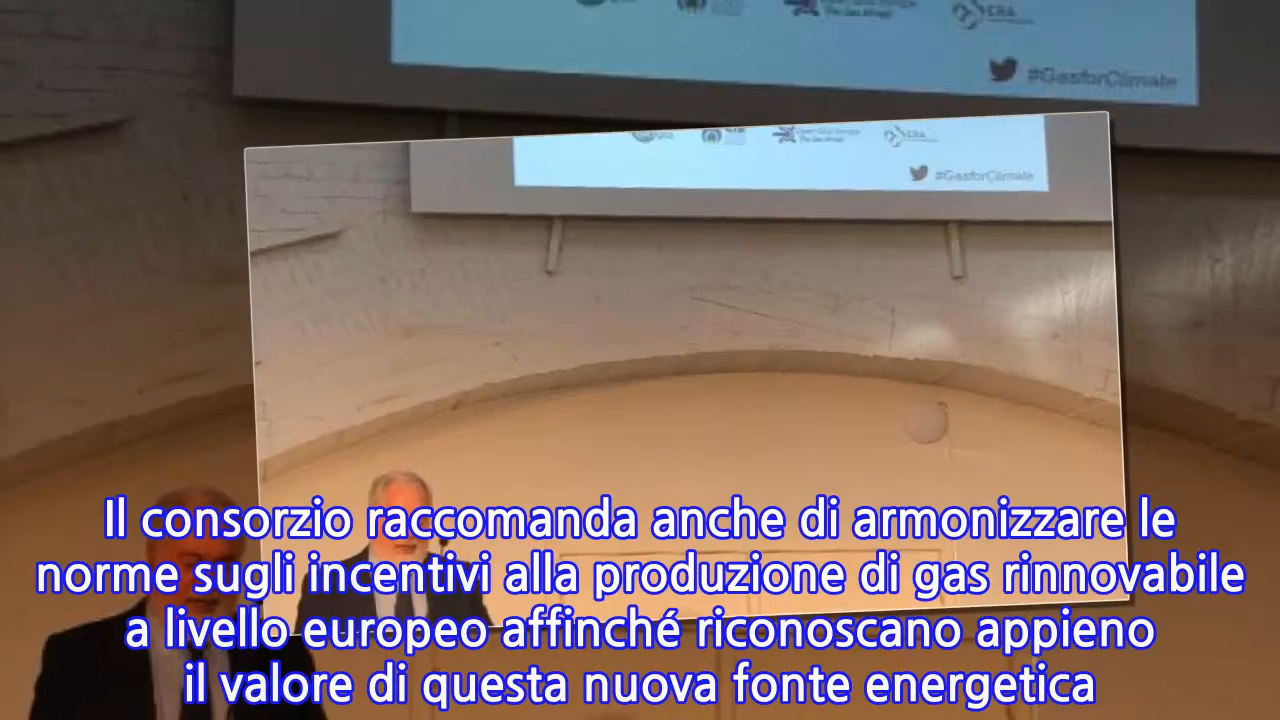 #GasforClimate
#GasforClimate
Il consorzio raccomanda anche di armonizzare le
norme sugli incentivi alla produzione di gas rinnovabile
a livello europeo affinché riconoscano appieno
il valore di questa nuova fonte energetica